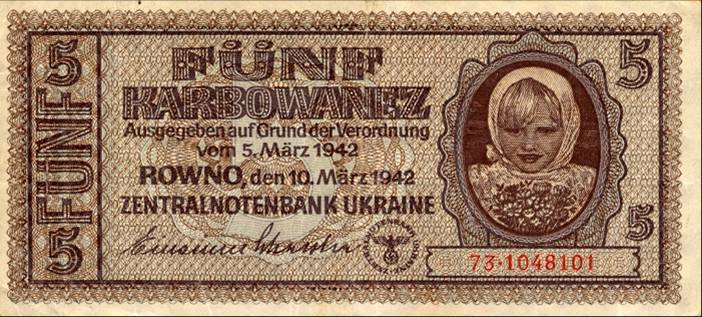 5 FÜNF 5
FÜNF
KARBOWANEZ
Ausgegeben auf Grund der Verordnung
vom 5. März 1942
ROWNO, den 10. März 1942
ZENTRALNOTENBANK UKRAINE
5
5
73·1048101